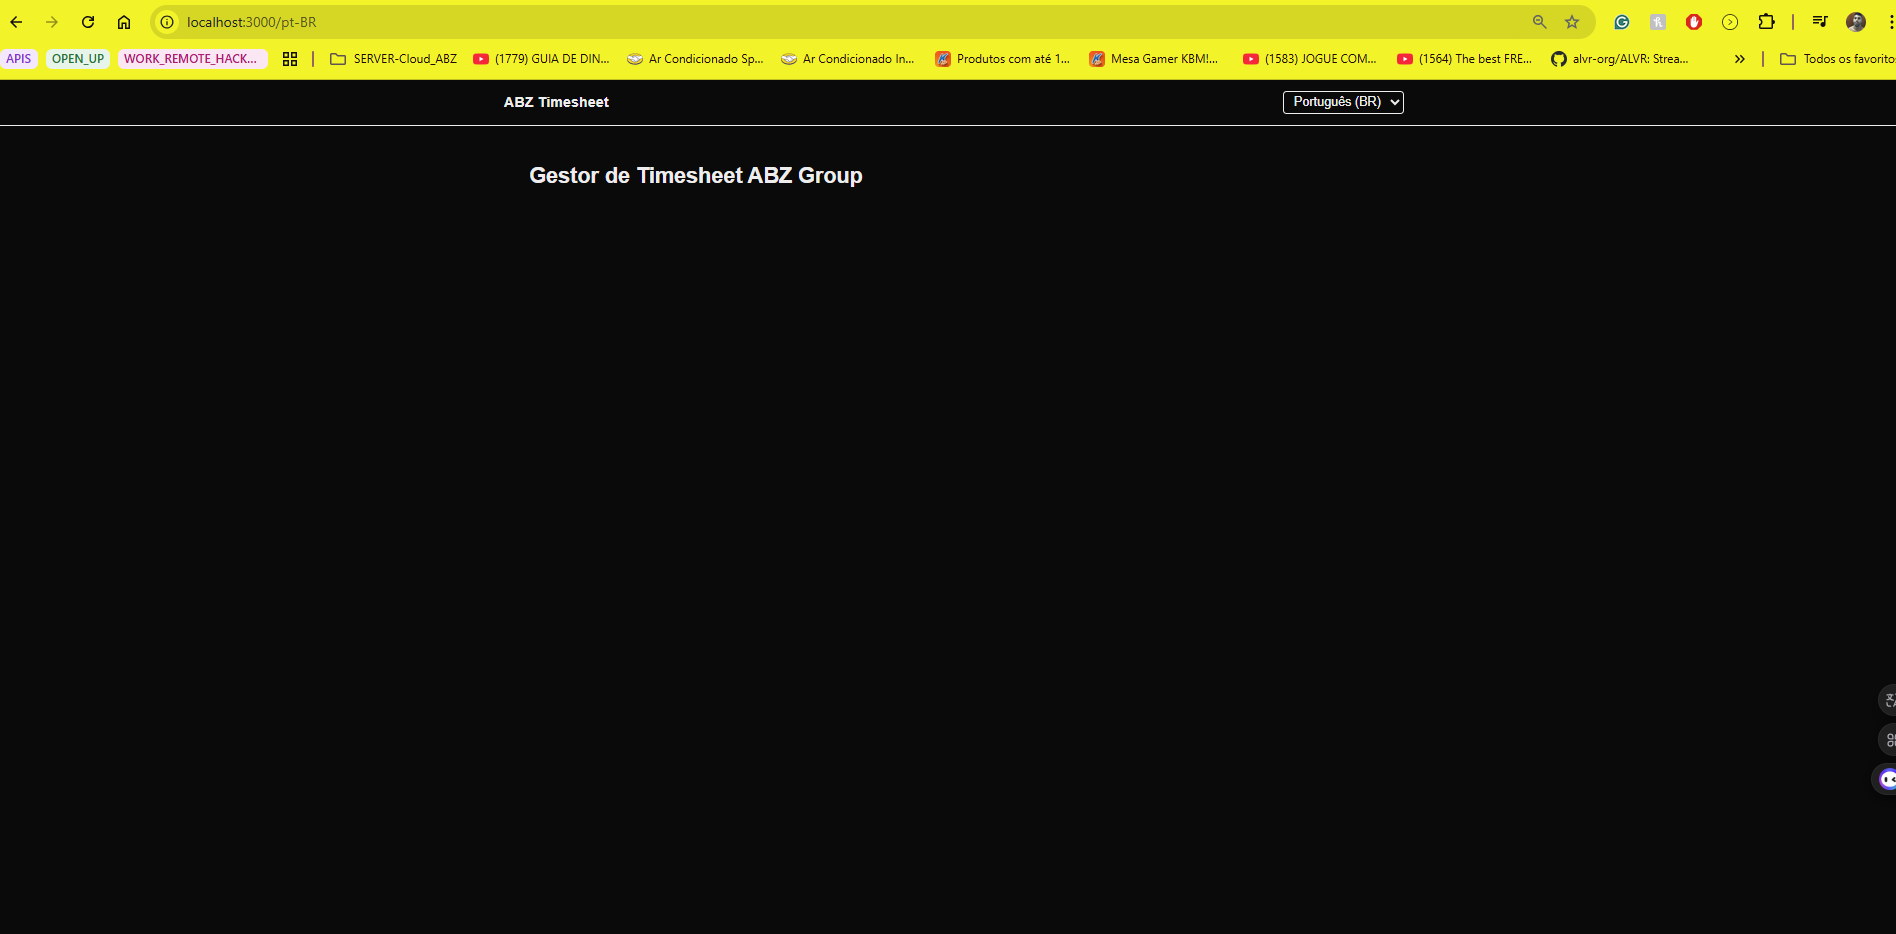 localhost:3000/pt-BR
APIS OPEN_UP WORK_REMOTE_HACK... SERVER-Cloud_ABZ (1779) GUIA DE DIN... Ar Condicionado Sp... Ar Condicionado In... Produtos com até 1... Mesa Gamer KBM!... (1583) JOGUE COM... (1564) The best FRE... alvr-org/ALVR: Strea... » Todos os favorito
ABZ Timesheet Português (BR)
Gestor de Timesheet ABZ Group